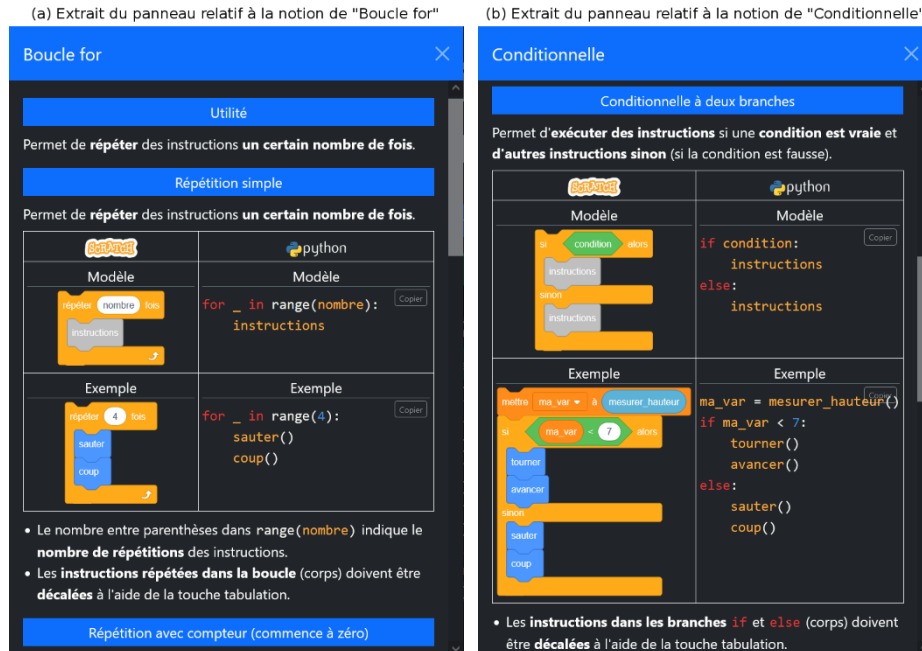 (a) Extrait du panneau relatif à la notion de "Boucle for"
Boucle for
Utilité
Permet de répéter des instructions un certain nombre de fois.
Répétition simple
Permet de répéter des instructions un certain nombre de fois.
SCRATCH
python
Modèle
Modèle
répéter nombre fois
instructions
for _ in range(nombre):
instructions
Copier
Exemple
Exemple
répéter 4 fois
sauter
coup
for _ in range(4):
sauter()
coup()
Copier
• Le nombre entre parenthèses dans range(nombre) indique le
nombre de répétitions des instructions.
• Les instructions répétées dans la boucle (corps) doivent être
décalées à l'aide de la touche tabulation.
Répétition avec compteur (commence à zéro)
(b) Extrait du panneau relatif à la notion de "Conditionnelle"
Conditionnelle
Conditionnelle à deux branches
Permet d'exécuter des instructions si une condition est vraie et
d'autres instructions sinon (si la condition est fausse).
SCRATCH
python
Modèle
Modèle
si condition alors
instructions
sinon
instructions
if condition:
instructions
else:
instructions
Copier
Exemple
Exemple
mettre ma_var à mesurer_hauteur
si ma_var < 7 alors
tourner
avancer
sinon
sauter
coup
ma_var = mesurer_hauteur()
if ma_var < 7:
tourner()
avancer()
else:
sauter()
coup()
Copier
• Les instructions dans les branches if et else (corps) doivent
être décalées à l'aide de la touche tabulation.